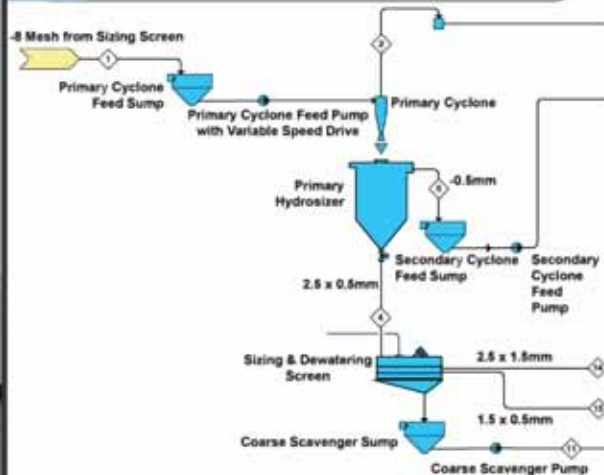 -8 Mesh from Sizing Screen
1
2
Primary Cyclone
Feed Sump
Primary Cyclone Feed Pump
with Variable Speed Drive
Primary Cyclone
Primary
Hydrosizer
-0.5mm
Secondary Cyclone
Feed Sump
Secondary
Cyclone
Feed
Pump
2.5 x 0.5mm
4
Sizing & Dewatering
Screen
2.5 x 1.5mm
14
1.5 x 0.5mm
Coarse Scavenger Sump
11
Coarse Scavenger Pump